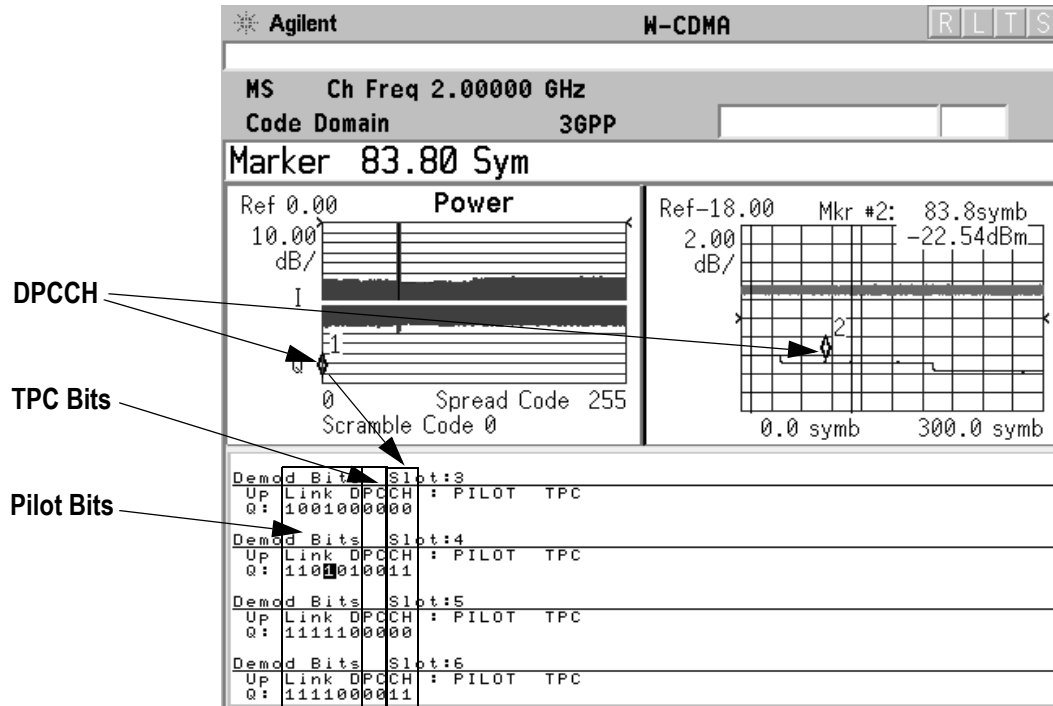 Agilent W-CDMA R L T S
MS Ch Freq 2.00000 GHz
Code Domain 3GPP
Marker 83.80 Sym
Ref 0.00 Power
10.00
dB/
I
1
Q
0 Spread Code 255
Scramble Code 0
Ref-18.00 Mkr #2: 83.8symb
2.00 -22.54dBm
dB/
2
0.0 symb 300.0 symb
DPCCH
TPC Bits
Pilot Bits
Demod Bits Slot:3
Up Link DPCCH : PILOT TPC
Q: 1001000000
Demod Bits Slot:4
Up Link DPCCH : PILOT TPC
Q: 1101010011
Demod Bits Slot:5
Up Link DPCCH : PILOT TPC
Q: 1111100000
Demod Bits Slot:6
Up Link DPCCH : PILOT TPC
Q: 1111000011